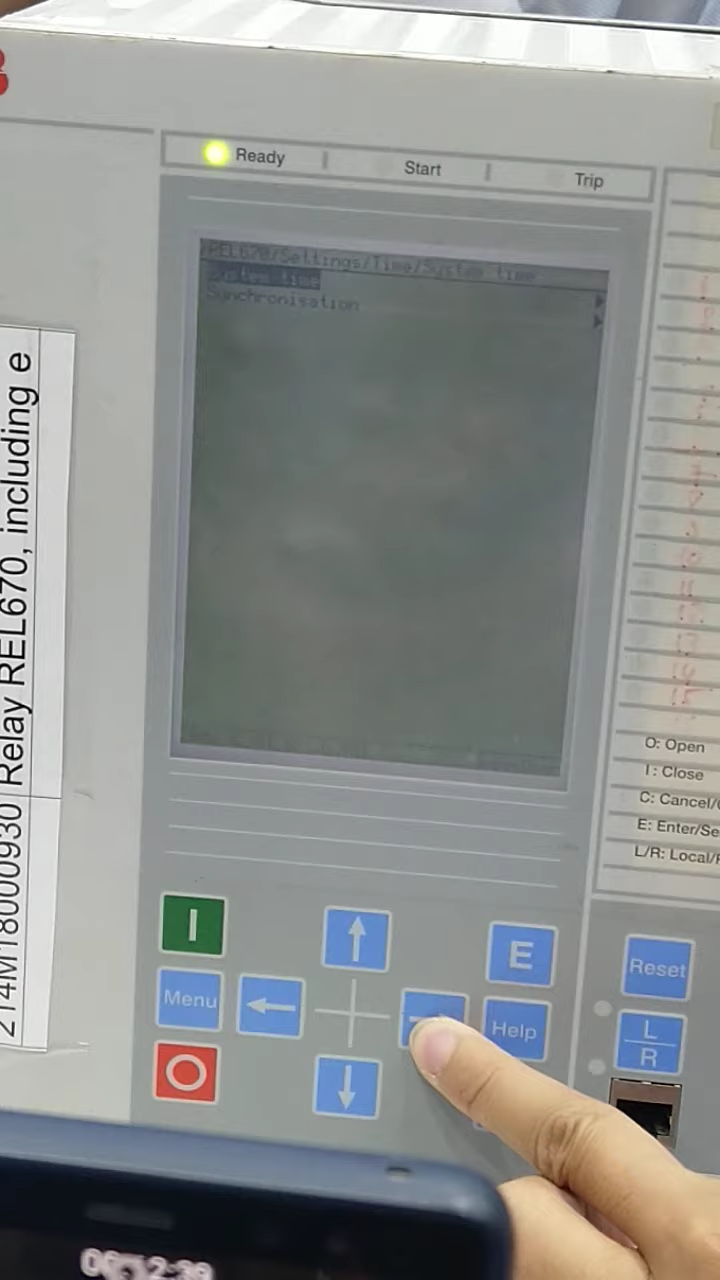 Ready | Start | Trip
REL670/Settings/Time/System time
System time
Synchronisation
O: Open
I : Close
C: Cancel/
E: Enter/Se
L/R: Local/
I
E
Menu
Help
Reset
L
R
O
214M18000930 Relay REL670, including e